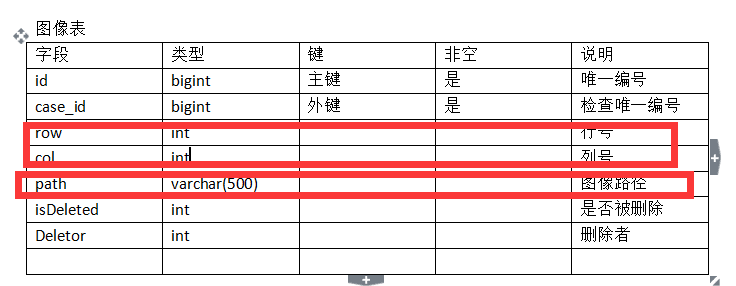 图像表
字段 类型 键 非空 说明
id bigint 主键 是 唯一编号
case_id bigint 外键 是 检查唯一编号
row int 行号
col int 列号
path varchar(500) 图像路径
isDeleted int 是否被删除
Deletor int 删除者